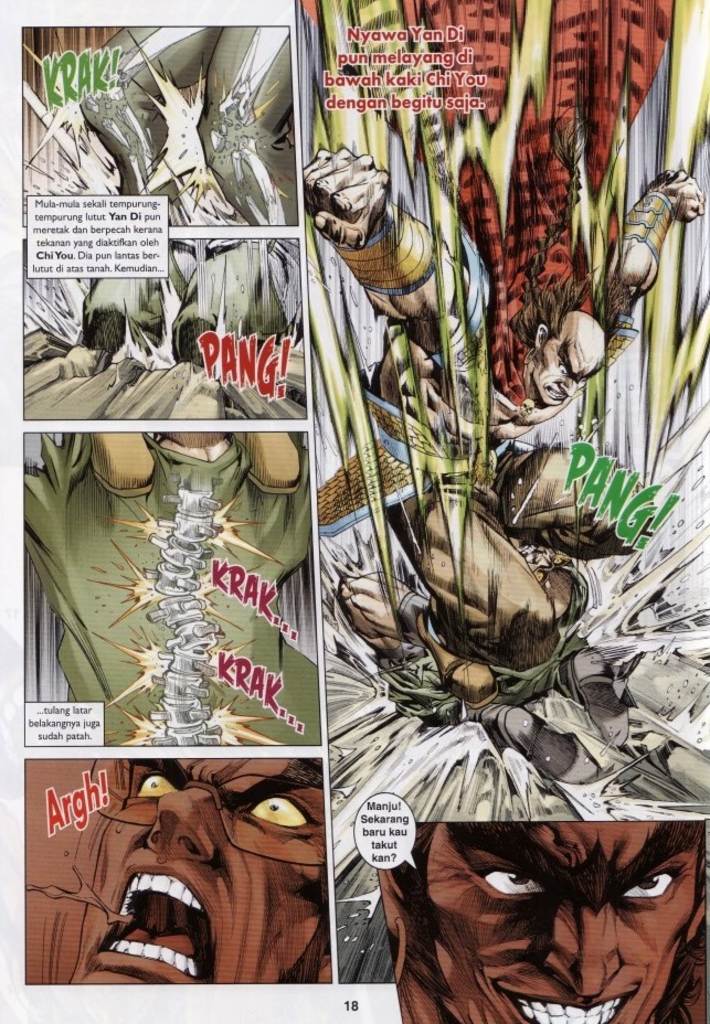 KRAK!
Mula-mula sekali tempurung-
tempurung lutut Yan Di pun
meretak dan berpecah kerana
tekanan yang diaktifkan oleh
Chi You. Dia pun lantas ber-
lutut di atas tanah. Kemudian...
PANG!
KRAK...
KRAK...
...tulang latar
belakangnya juga
sudah patah.
Argh!
Nyawa Yan Di
pun melayang di
bawah kaki Chi You
dengan begitu saja.
PANG!
Manju!
Sekarang
baru kau
takut
kan?
18